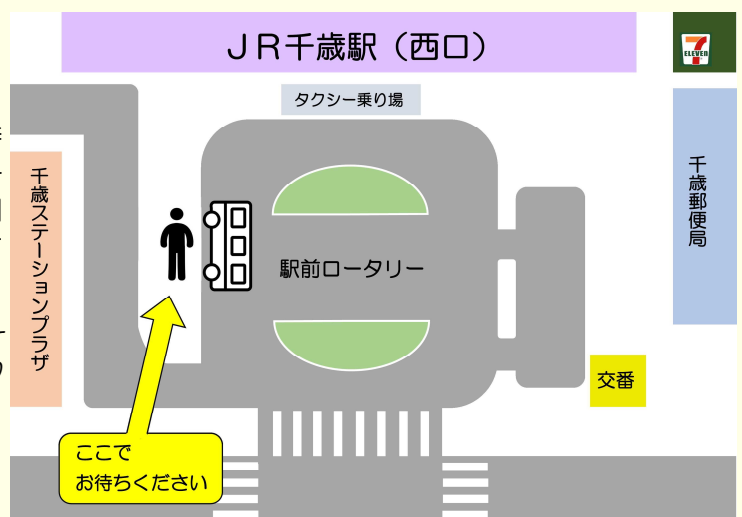 JR千歳駅（西口）
7
ELEVEn
タクシー乗り場
千歳ステーションプラザ
千歳郵便局
駅前ロータリー
交番
ここで
お待ちください